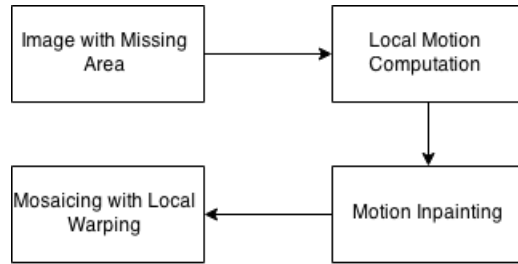 Image with Missing
Area
Local Motion
Computation
Motion Inpainting
Mosaicing with Local
Warping